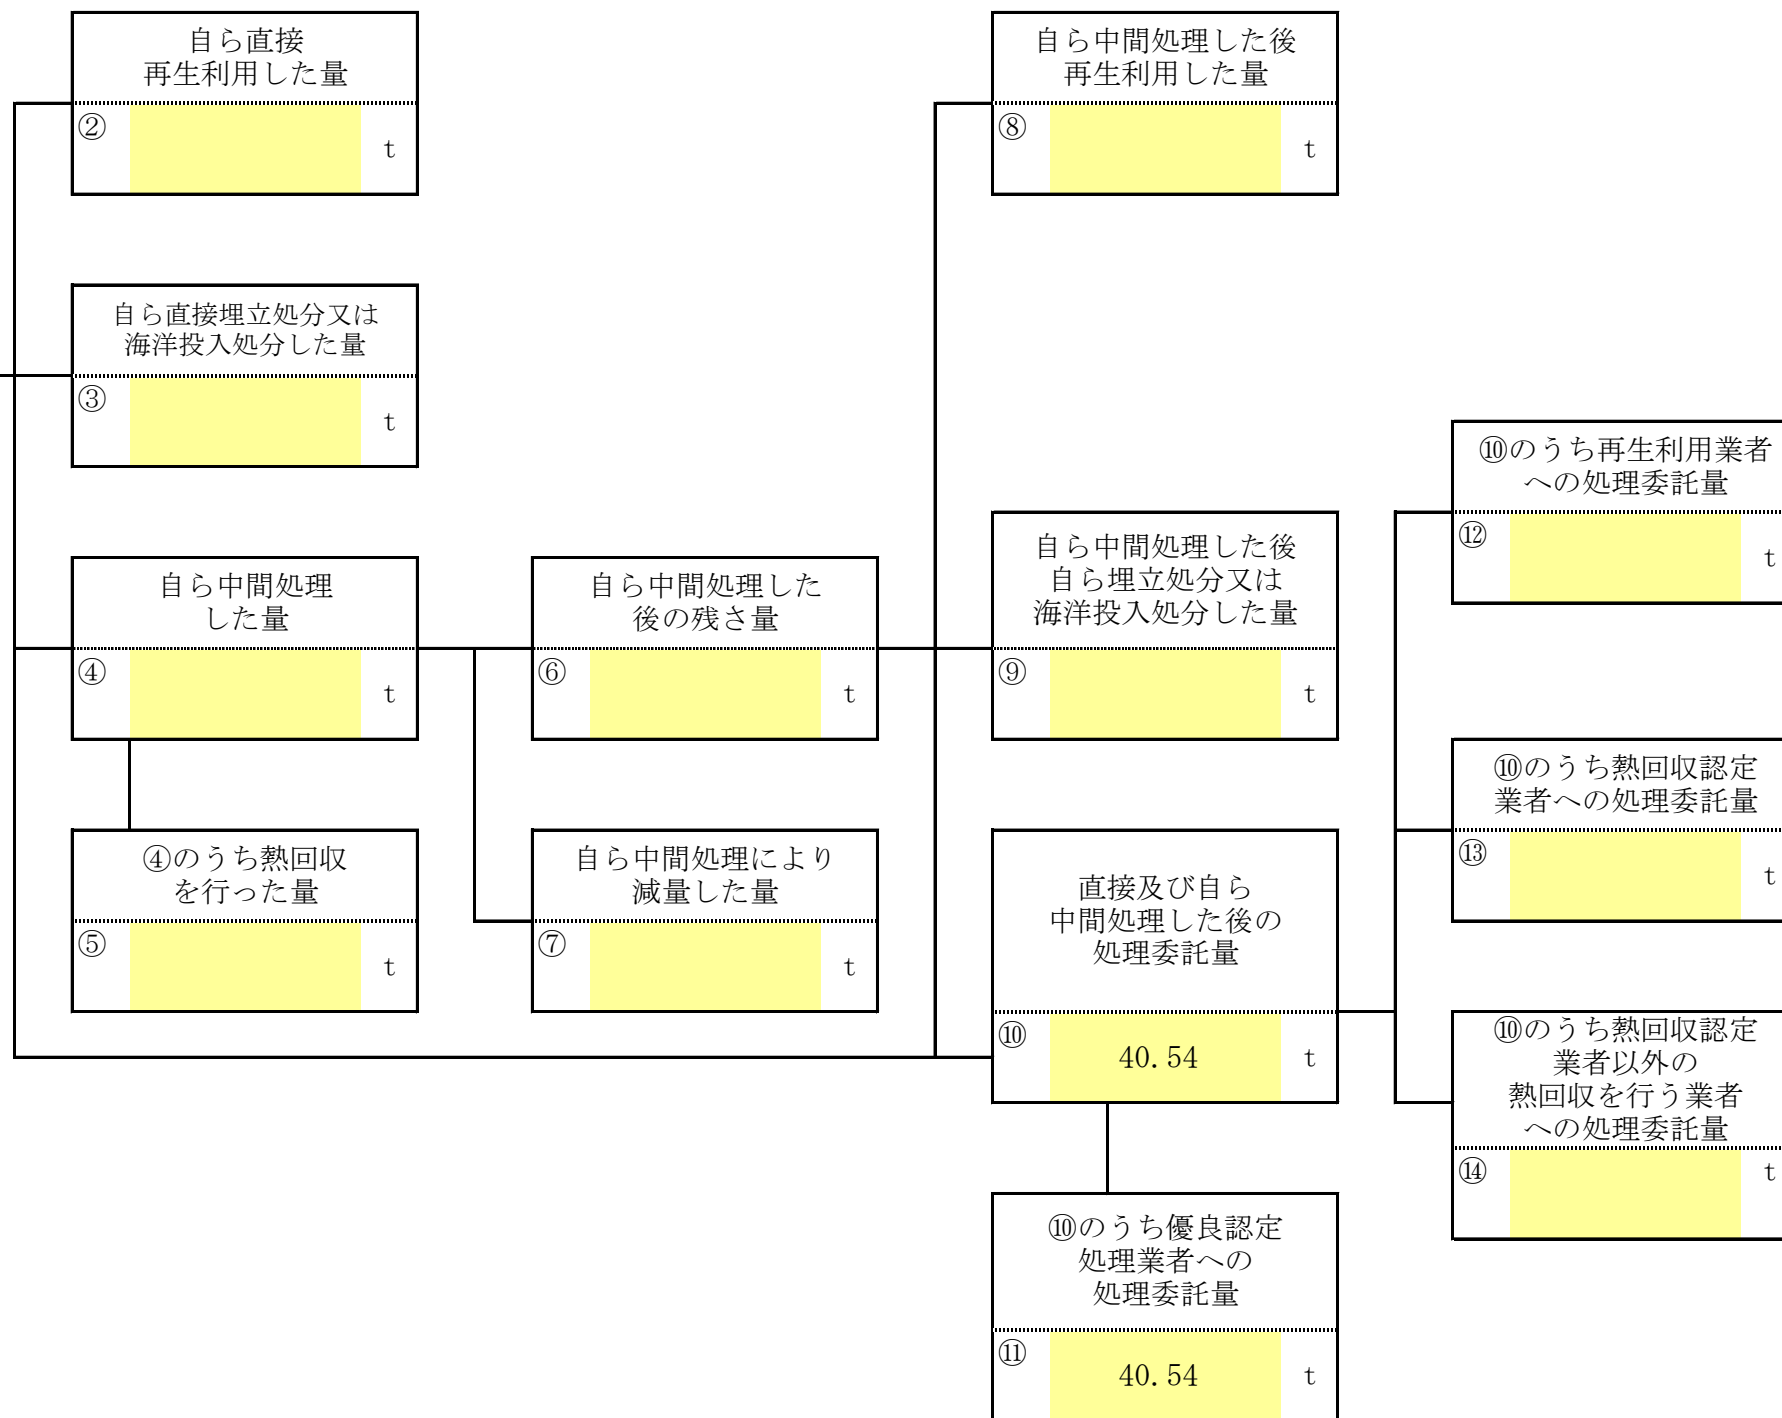 自ら直接
再生利用した量
②
t
自ら中間処理した後
再生利用した量
⑧
t
自ら直接埋立処分又は
海洋投入処分した量
③
t
⑩のうち再生利用業者
への処理委託量
⑫
t
自ら中間処理
した量
④
t
自ら中間処理した
後の残さ量
⑥
t
自ら中間処理した後
自ら埋立処分又は
海洋投入処分した量
⑨
t
⑩のうち熱回収認定
業者への処理委託量
⑬
t
④のうち熱回収
を行った量
⑤
t
自ら中間処理により
減量した量
⑦
t
直接及び自ら
中間処理した後の
処理委託量
⑩
40.54
t
⑩のうち熱回収認定
業者以外の
熱回収を行う業者
への処理委託量
⑭
t
⑩のうち優良認定
処理業者への
処理委託量
⑪
40.54
t